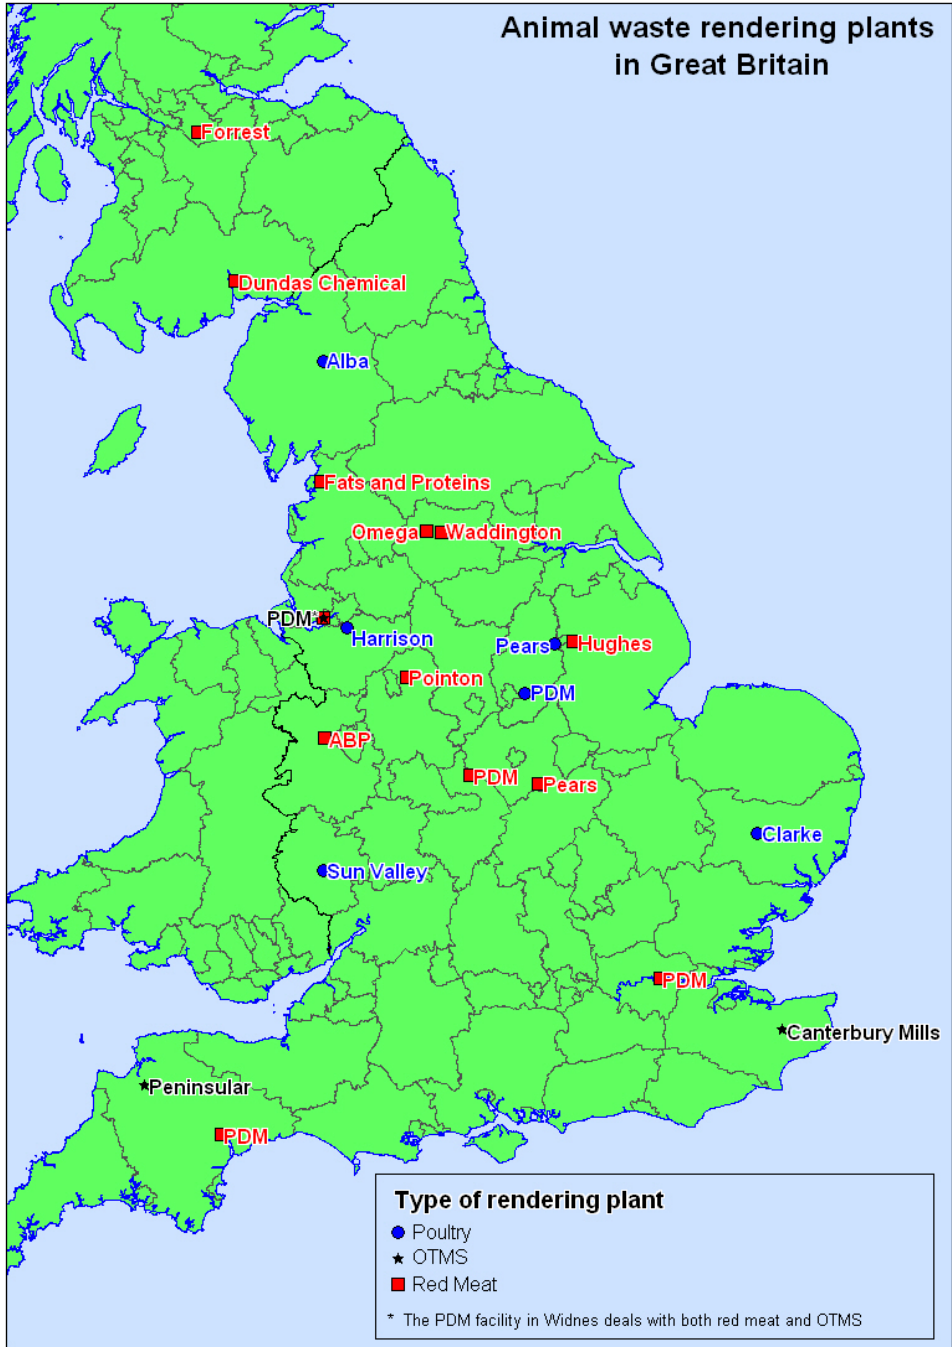 Animal waste rendering plants
in Great Britain
Forrest
Dundas Chemical
Alba
Fats and Proteins
Omega
Waddington
PDM*
Harrison
Pears
Hughes
Pointon
PDM
ABP
PDM
Pears
Clarke
Sun Valley
PDM
Canterbury Mills
Peninsular
PDM
Type of rendering plant
Poultry
OTMS
Red Meat
* The PDM facility in Widnes deals with both red meat and OTMS